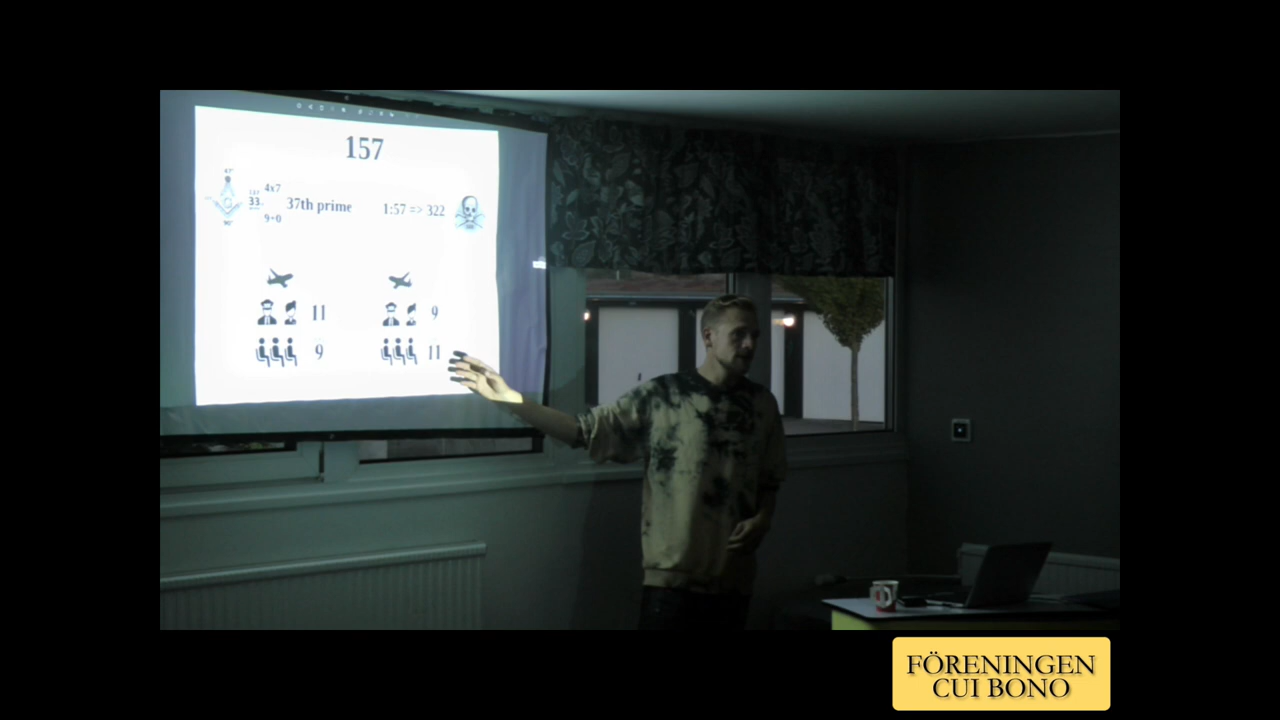 157
4x7
33
37th prime
9+0
1:57 => 322
11
9
9
11
FÖRENINGEN
CUI BONO